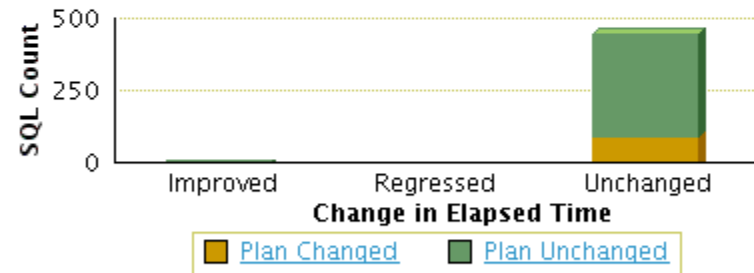 500
SQL Count
250
0
Improved Regressed Unchanged
Change in Elapsed Time
Plan Changed Plan Unchanged